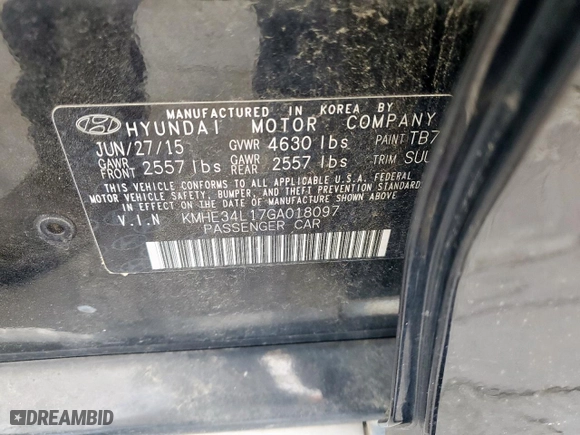 MANUFACTURED IN KOREA BY
HYUNDAI MOTOR COMPANY
JUN/27/15 GVWR 4630 lbs PAINT TB7
GAWR FRONT 2557 lbs GAWR REAR 2557 lbs TRIM SUU
THIS VEHICLE CONFORMS TO ALL APPLICABLE U.S.A. FEDERAL
MOTOR VEHICLE SAFETY, BUMPER, AND THEFT PREVENTION STANDARDS
IN EFFECT ON THE DATE OF MANUFACTURE SHOWN ABOVE
V.I.N KMHE34L17GA018097
PASSENGER CAR
DREAMBID